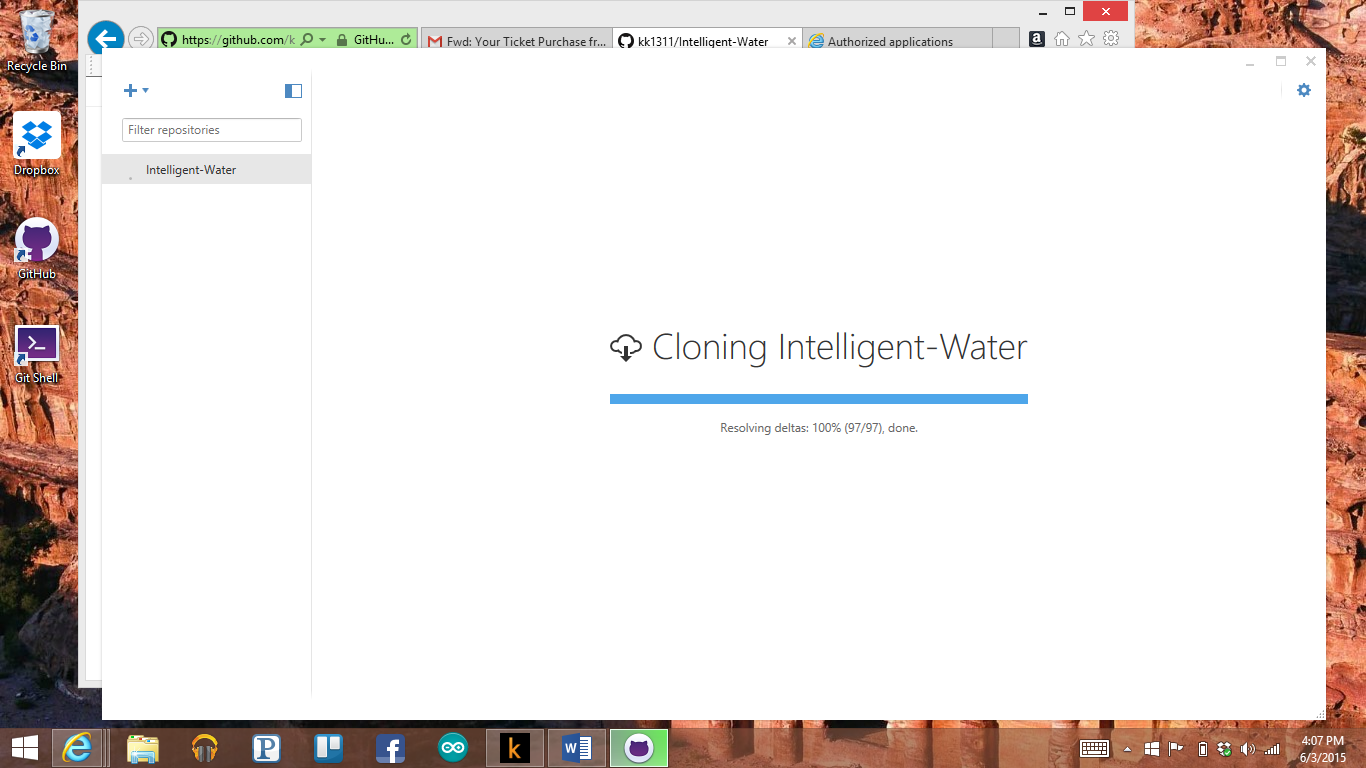 Recycle Bin
Dropbox
GitHub
Git Shell
https://github.com/k
GitHu...
Fwd: Your Ticket Purchase fr...
kk1311/Intelligent-Water
Authorized applications
a
Filter repositories
Intelligent-Water
Cloning Intelligent-Water
Resolving deltas: 100% (97/97), done.
P
f
k
W
4:07 PM
6/3/2015